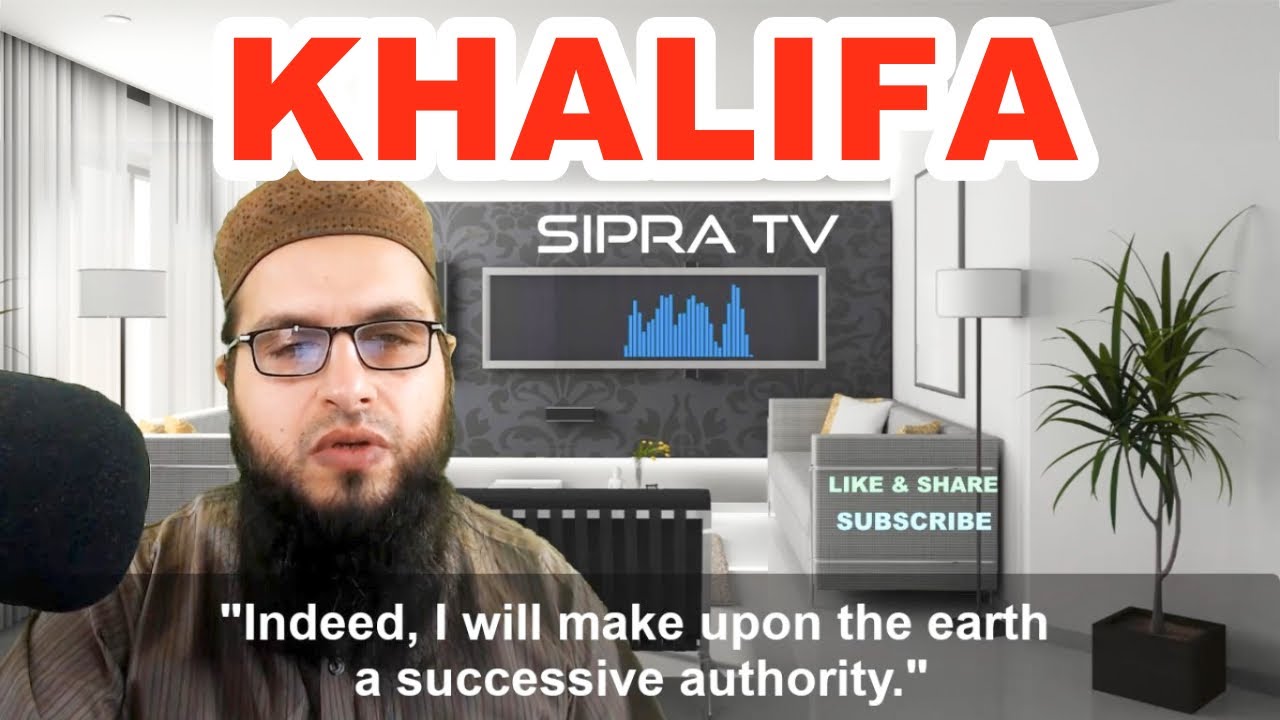 KHALIFA
SIPRA TV
LIKE & SHARE
SUBSCRIBE
"Indeed, I will make upon the earth
a successive authority."